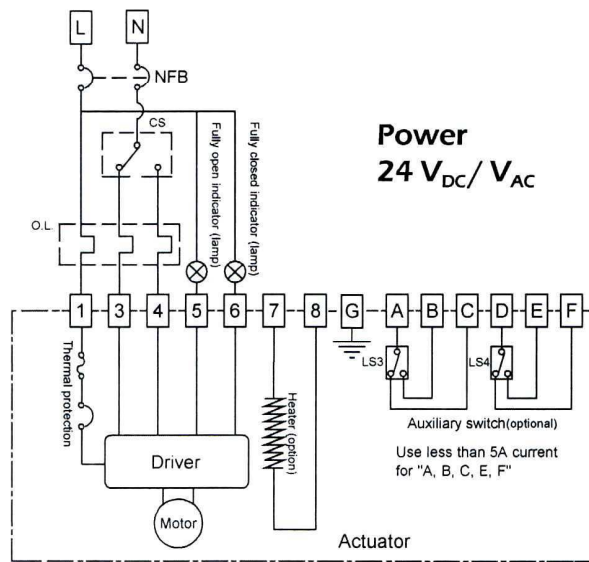 L N
NFB
CS
Fully open indicator (lamp)
Fully closed indicator (lamp)
Power
24 VDC/ VAC
O.L.
1 3 4 5 6 7 8 G A B C D E F
Thermal protection
LS3
LS4
Heater (option)
Auxiliary switch(optional)
Use less than 5A current
for "A, B, C, E, F"
Driver
Motor
Actuator